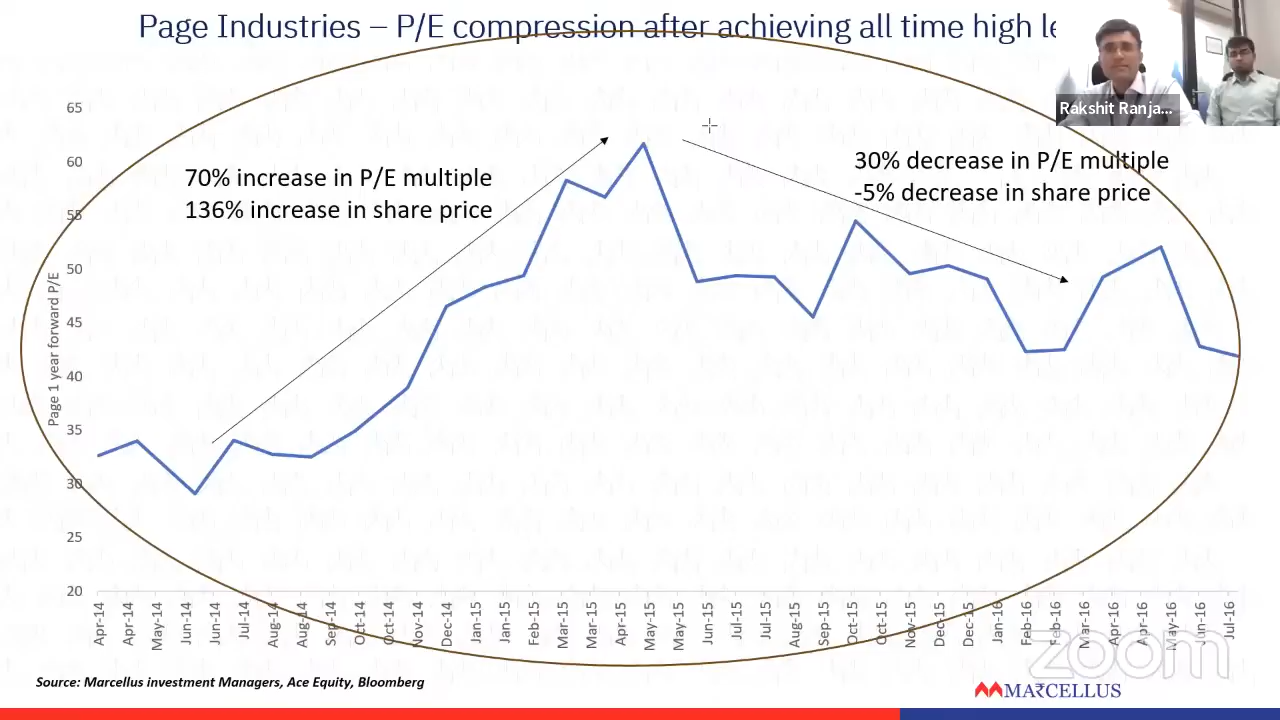 Page Industries – P/E compression after achieving all time high le
Rakshit Ranja...
70% increase in P/E multiple
136% increase in share price
30% decrease in P/E multiple
-5% decrease in share price
Page 1 year forward P/E
65
60
55
50
45
40
35
30
25
20
Apr-14
Apr-14
May-14
Jun-14
Jun-14
Jul-14
Aug-14
Aug-14
Sep-14
Oct-14
Oct-14
Nov-14
Dec-14
Jan-15
Jan-15
Feb-15
Mar-15
Mar-15
Apr-15
May-15
May-15
Jun-15
Jul-15
Jul-15
Aug-15
Sep-15
Oct-15
Oct-15
Nov-15
Dec-15
Dec-15
Jan-16
Feb-16
Feb-16
Mar-16
Apr-16
Apr-16
May-16
Jun-16
Jul-16
zoom
Source: Marcellus investment Managers, Ace Equity, Bloomberg
MARCELLUS